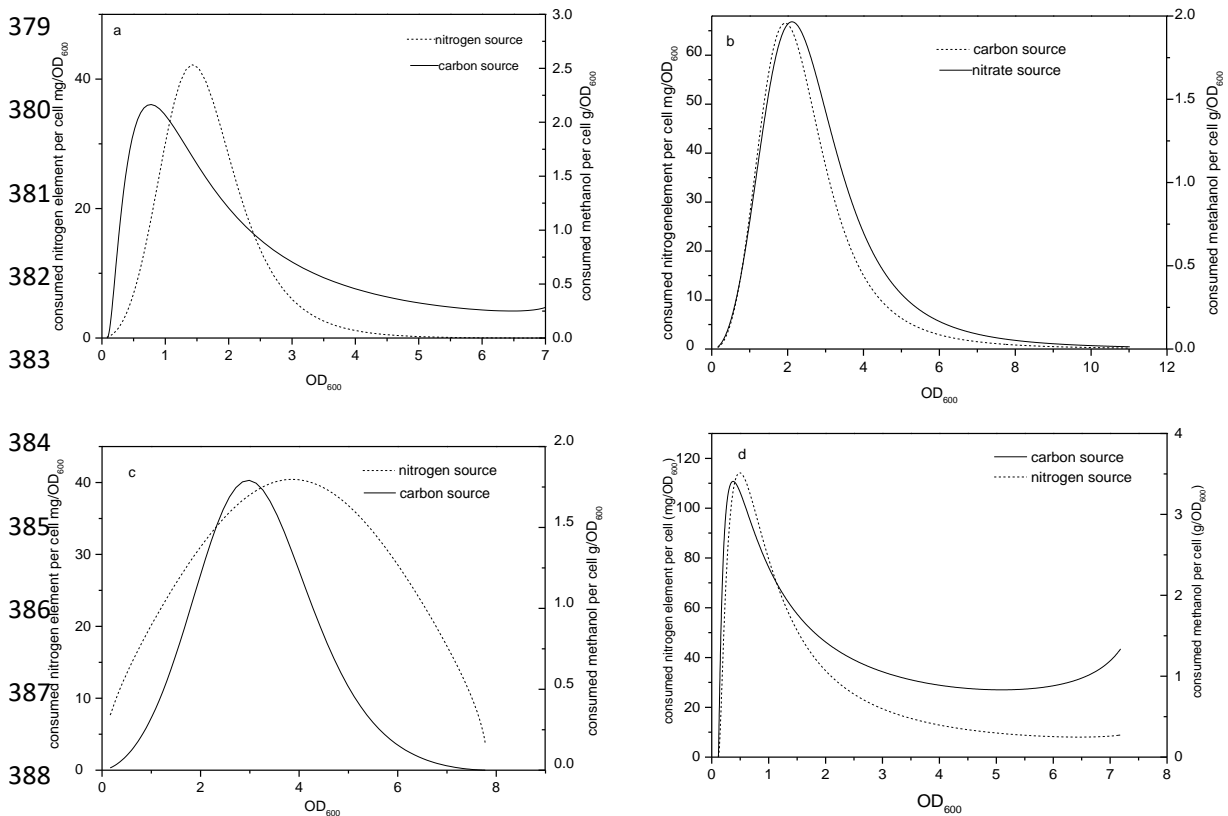 379
380
381
382
383
384
385
386
387
388
a
nitrogen source
carbon source
consumed nitrogen element per cell mg/OD600
40
20
0
consumed methanol per cell g/OD600
3.0
2.5
2.0
1.5
1.0
0.5
0.0
0 1 2 3 4 5 6 7
OD600
b
carbon source
nitrate source
consumed nitrogenelement per cell mg/OD600
60
50
40
30
20
10
0
consumed metahanol per cell g/OD600
2.0
1.5
1.0
0.5
0.0
0 2 4 6 8 10 12
OD600
c
nitrogen source
carbon source
consumed nitrogen element per cell mg/OD600
40
30
20
10
0
consumed methanol per cell g/OD600
2.0
1.5
1.0
0.5
0.0
0 2 4 6 8
OD600
d
carbon source
nitrogen source
consumed nitrogen element per cell (mg/OD600)
120
100
80
60
40
20
0
consumed methanol per cell (g/OD600)
4
3
2
1
0
0 1 2 3 4 5 6 7 8
OD600